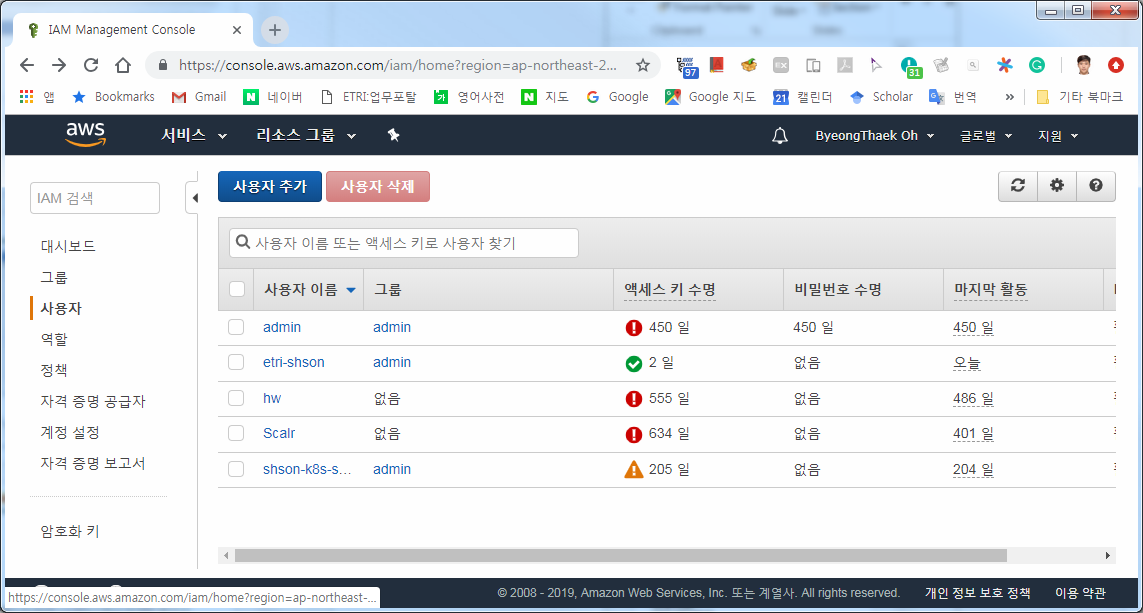 IAM Management Console
https://console.aws.amazon.com/iam/home?region=ap-northeast-2...
97
31
앱 Bookmarks Gmail 네이버 ETRI:업무포탈 영어사전 지도 Google Google 지도 캘린더 Scholar 번역 » 기타 북마크
aws 서비스 리소스 그룹 ByeongThaek Oh 글로벌 지원
IAM 검색
대시보드
그룹
사용자
역할
정책
자격 증명 공급자
계정 설정
자격 증명 보고서
암호화 키
사용자 추가 사용자 삭제
사용자 이름 또는 액세스 키로 사용자 찾기
사용자 이름 그룹 액세스 키 수명 비밀번호 수명 마지막 활동
admin admin 450 일 450 일 450 일
etri-shson admin 2 일 없음 오늘
hw 없음 555 일 없음 486 일
Scalr 없음 634 일 없음 401 일
shson-k8s-s... admin 205 일 없음 204 일
https://console.aws.amazon.com/iam/home?region=ap-northeast-...
© 2008 - 2019, Amazon Web Services, Inc. 또는 계열사. All rights reserved. 개인 정보 보호 정책 이용 약관